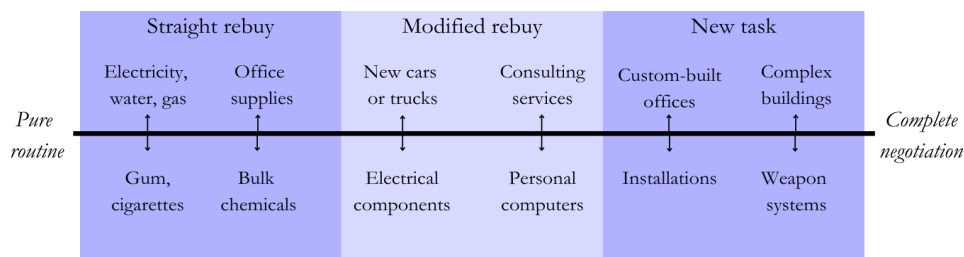 Straight rebuy
Modified rebuy
New task
Electricity,
water, gas
Office
supplies
New cars
or trucks
Consulting
services
Custom-built
offices
Complex
buildings
Pure
routine
Complete
negotiation
Gum,
cigarettes
Bulk
chemicals
Electrical
components
Personal
computers
Installations
Weapon
systems